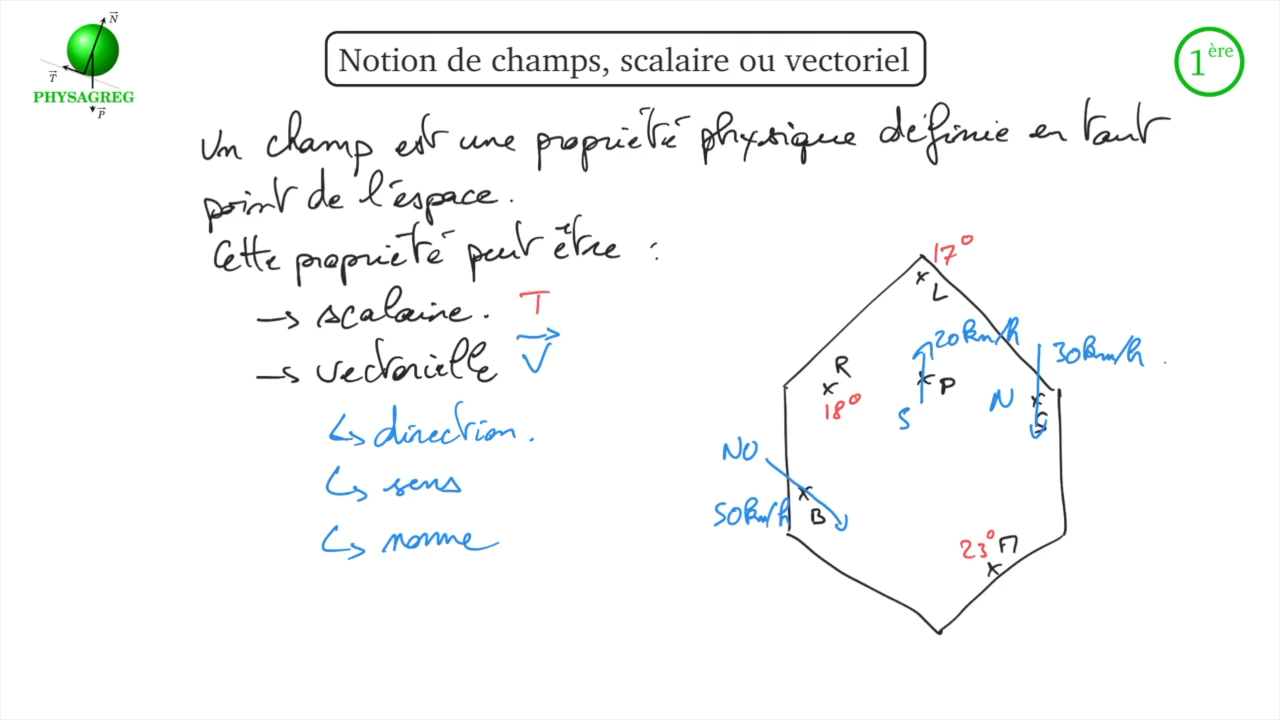 N
T
PHYSAGREG
P
Notion de champs, scalaire ou vectoriel
1ère
Un champ est une propriété physique définie en tout
point de l'espace.
Cette propriété peut être :
→ scalaire. T
→ vectorielle V
↳ direction.
↳ sens
↳ norme
17°
L
20km/h
30km/h.
R
18°
P
S
N
S
NO
50km/h
B
23°
M